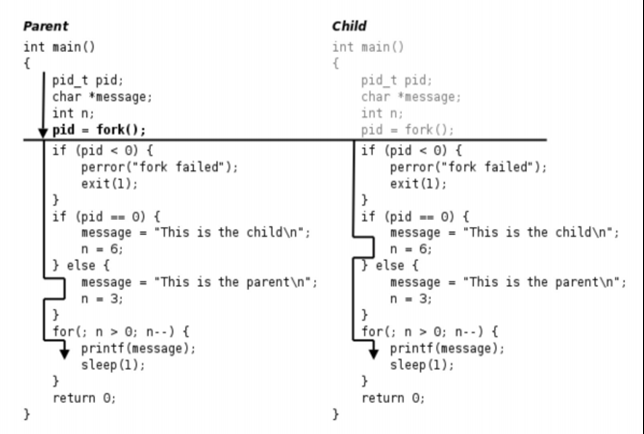 Parent
int main()
{
pid_t pid;
char *message;
int n;
pid = fork();
if (pid < 0) {
perror("fork failed");
exit(1);
}
if (pid == 0) {
message = "This is the child\n";
n = 6;
} else {
message = "This is the parent\n";
n = 3;
}
for(; n > 0; n--) {
printf(message);
sleep(1);
}
return 0;
}
Child
int main()
{
pid_t pid;
char *message;
int n;
pid = fork();
if (pid < 0) {
perror("fork failed");
exit(1);
}
if (pid == 0) {
message = "This is the child\n";
n = 6;
} else {
message = "This is the parent\n";
n = 3;
}
for(; n > 0; n--) {
printf(message);
sleep(1);
}
return 0;
}